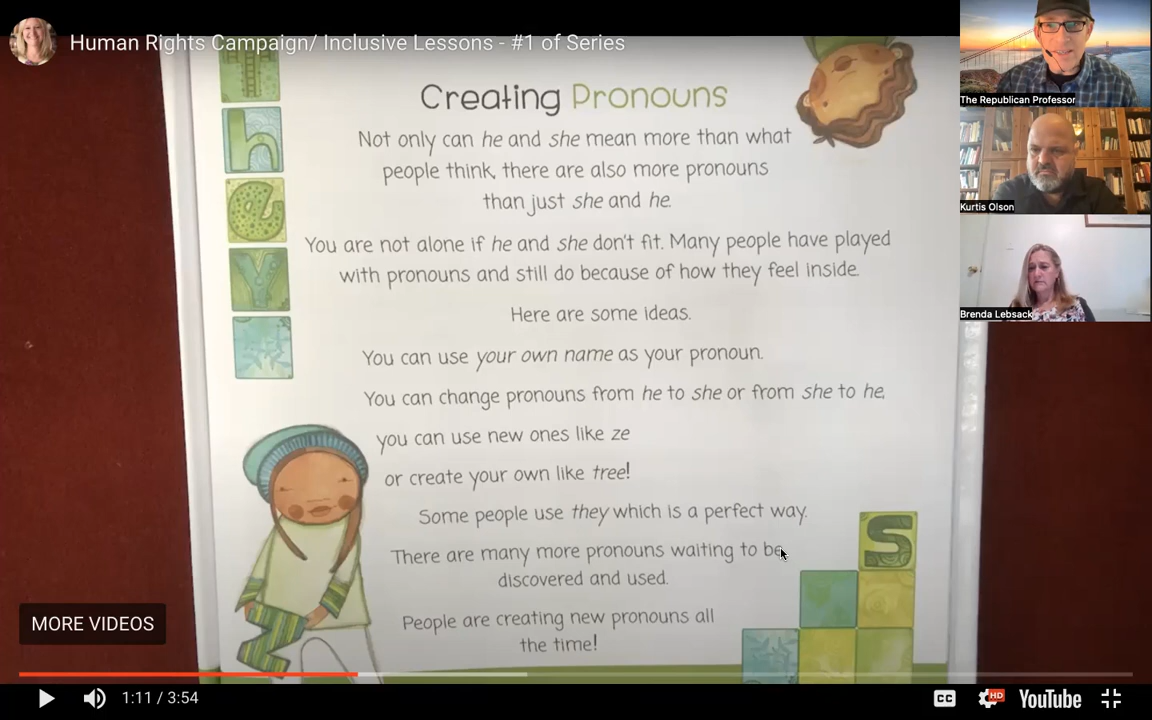 Human Rights Campaign/ Inclusive Lessons - #1 of Series
The Republican Professor
Kurtis Olson
Brenda Lebsack
h
e
y
Creating Pronouns
Not only can he and she mean more than what
people think, there are also more pronouns
than just she and he.
You are not alone if he and she don't fit. Many people have played
with pronouns and still do because of how they feel inside.
Here are some ideas.
You can use your own name as your pronoun.
You can change pronouns from he to she or from she to he,
you can use new ones like ze
or create your own like tree!
Some people use they which is a perfect way.
There are many more pronouns waiting to be
discovered and used.
People are creating new pronouns all
the time!
S
Z
MORE VIDEOS
1:11 / 3:54
CC
HD
YouTube